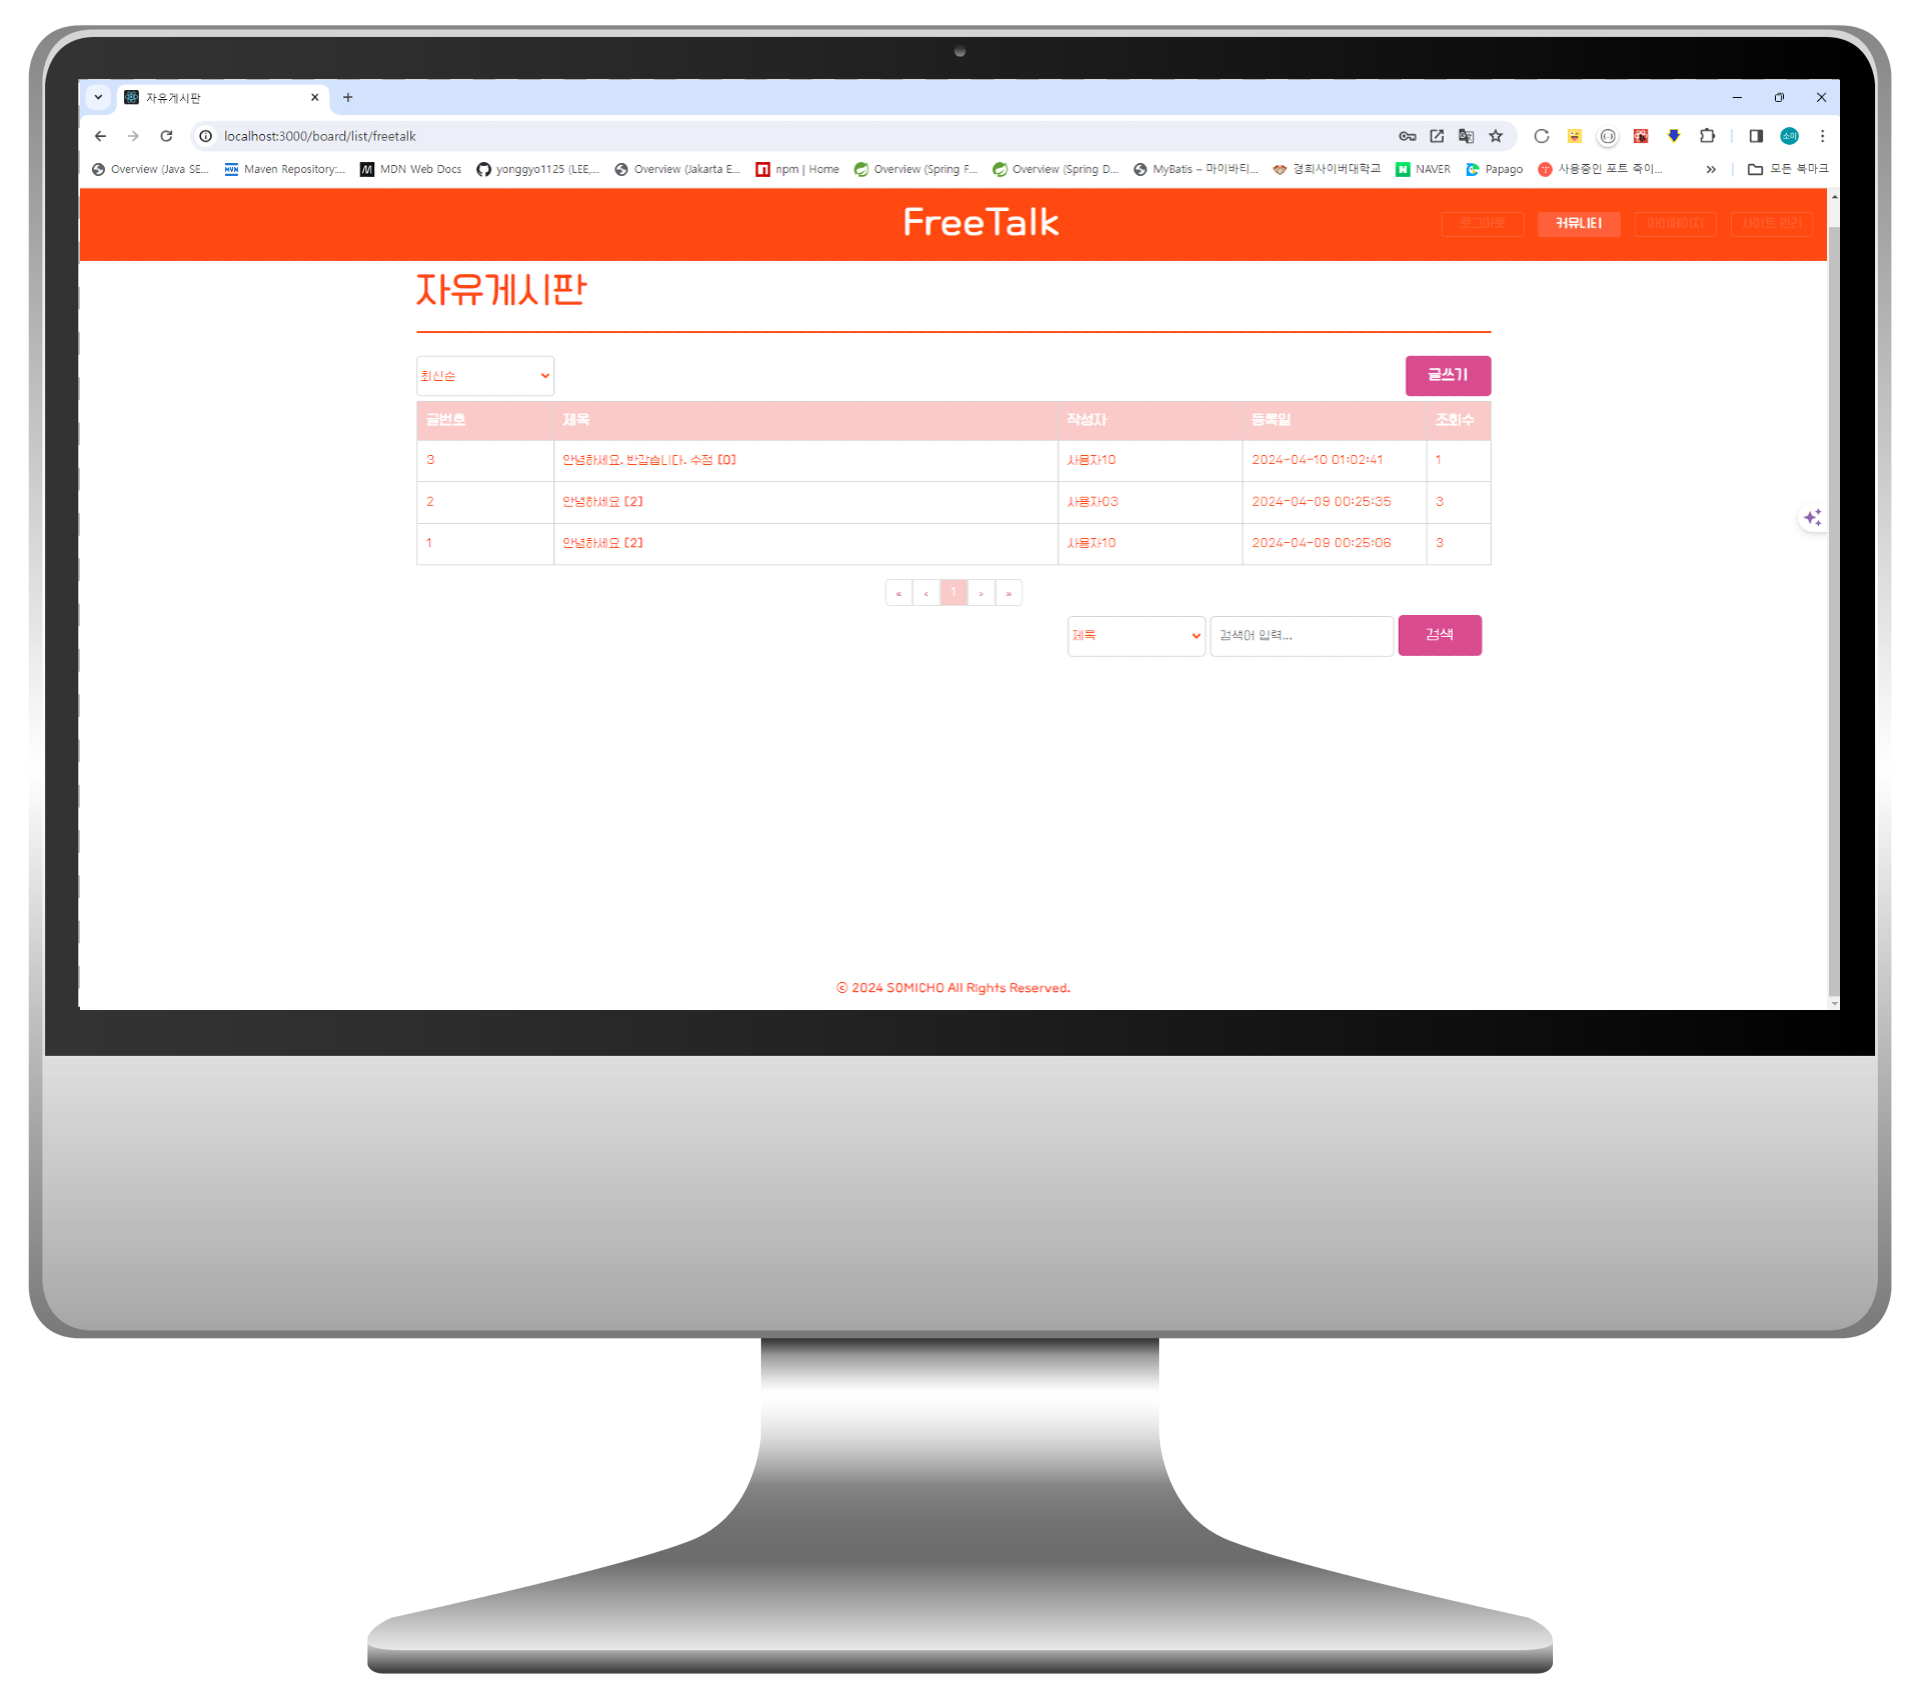 자유게시판
localhost:3000/board/list/freetalk
Overview (Java SE... Maven Repository:... MDN Web Docs yonggyo1125 (LEE,... Overview (Jakarta E... npm | Home Overview (Spring F... Overview (Spring D... MyBatis – 마이바티... 경희사이버대학교 NAVER Papago 사용중인 포트 죽이... » 모든 북마크
FreeTalk 로그아웃 커뮤니티 마이페이지 사이트 관리
자유게시판
최신순 글쓰기
글번호 제목 작성자 등록일 조회수
3 안녕하세요. 반갑습니다. 수정 [0] 사용자10 2024-04-10 01:02:41 1
2 안녕하세요 [2] 사용자03 2024-04-09 00:25:35 3
1 안녕하세요 [2] 사용자10 2024-04-09 00:25:06 3
« ‹ 1 › »
제목 검색어 입력... 검색
© 2024 SOMICHO All Rights Reserved.